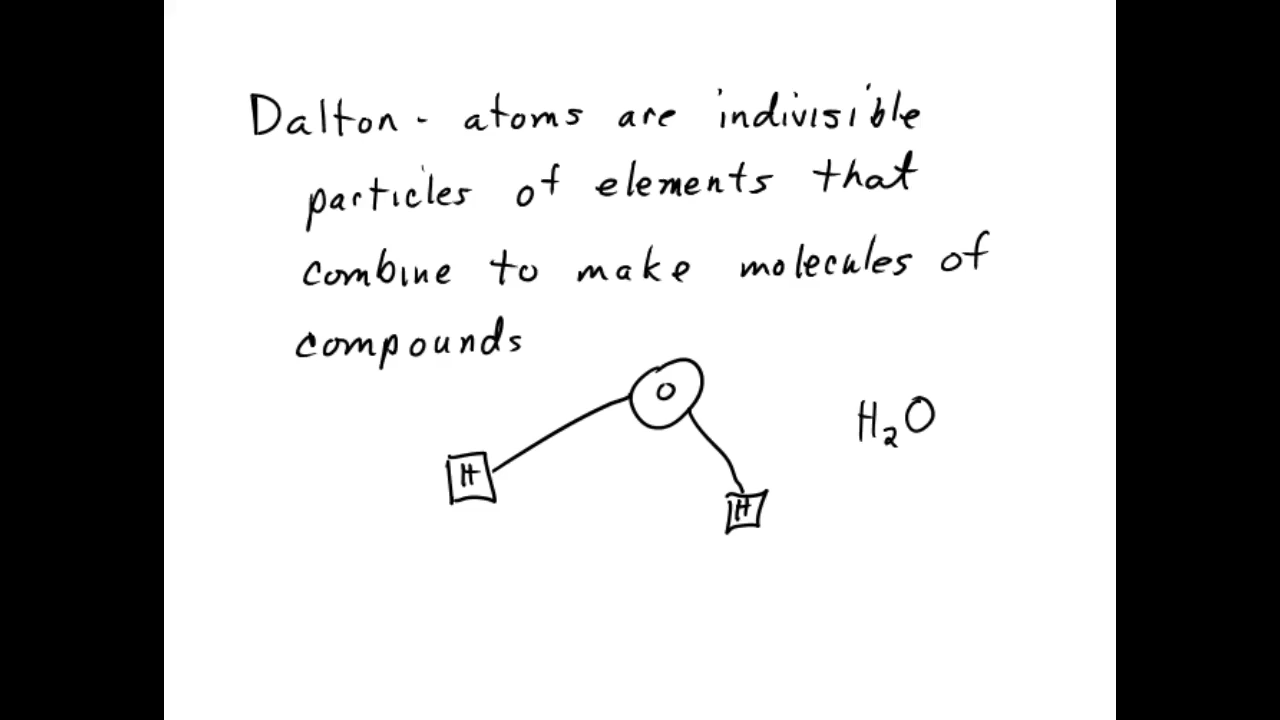 Dalton - atoms are indivisible
particles of elements that
combine to make molecules of
compounds
O
H₂O
H
H